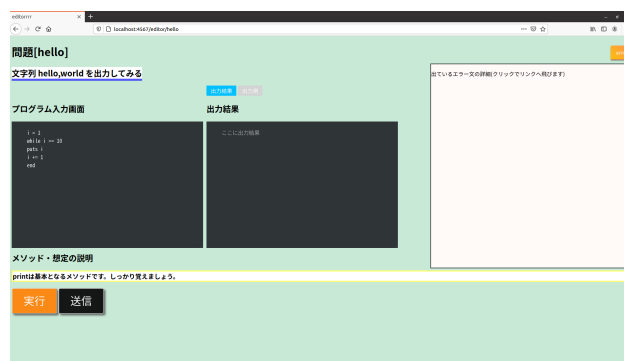 editorrrr
localhost:4567/editor/hello
問題[hello]
文字列 hello,world を出力してみる
出力結果
プログラム入力画面
出力結果
出ているエラー文の詳細(クリックでリンクへ飛びます)
i = 1
while i <= 10
puts i
i += 1
end
ここに出力結果
メソッド・想定の説明
printは基本となるメソッドです。しっかり覚えましょう。
実行
送信